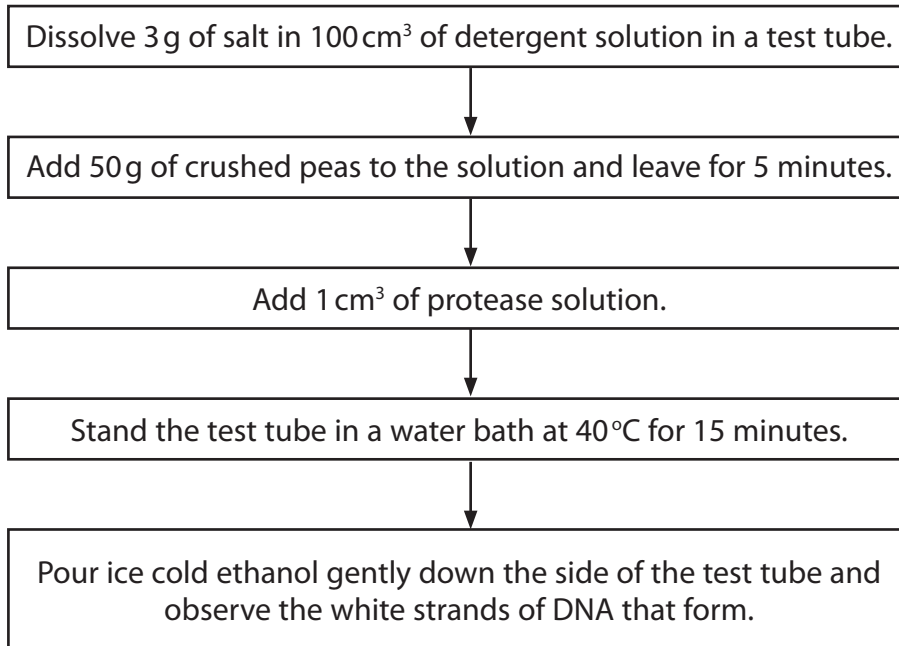 Dissolve 3 g of salt in 100 cm³ of detergent solution in a test tube.
Add 50 g of crushed peas to the solution and leave for 5 minutes.
Add 1 cm³ of protease solution.
Stand the test tube in a water bath at 40 °C for 15 minutes.
Pour ice cold ethanol gently down the side of the test tube and
observe the white strands of DNA that form.